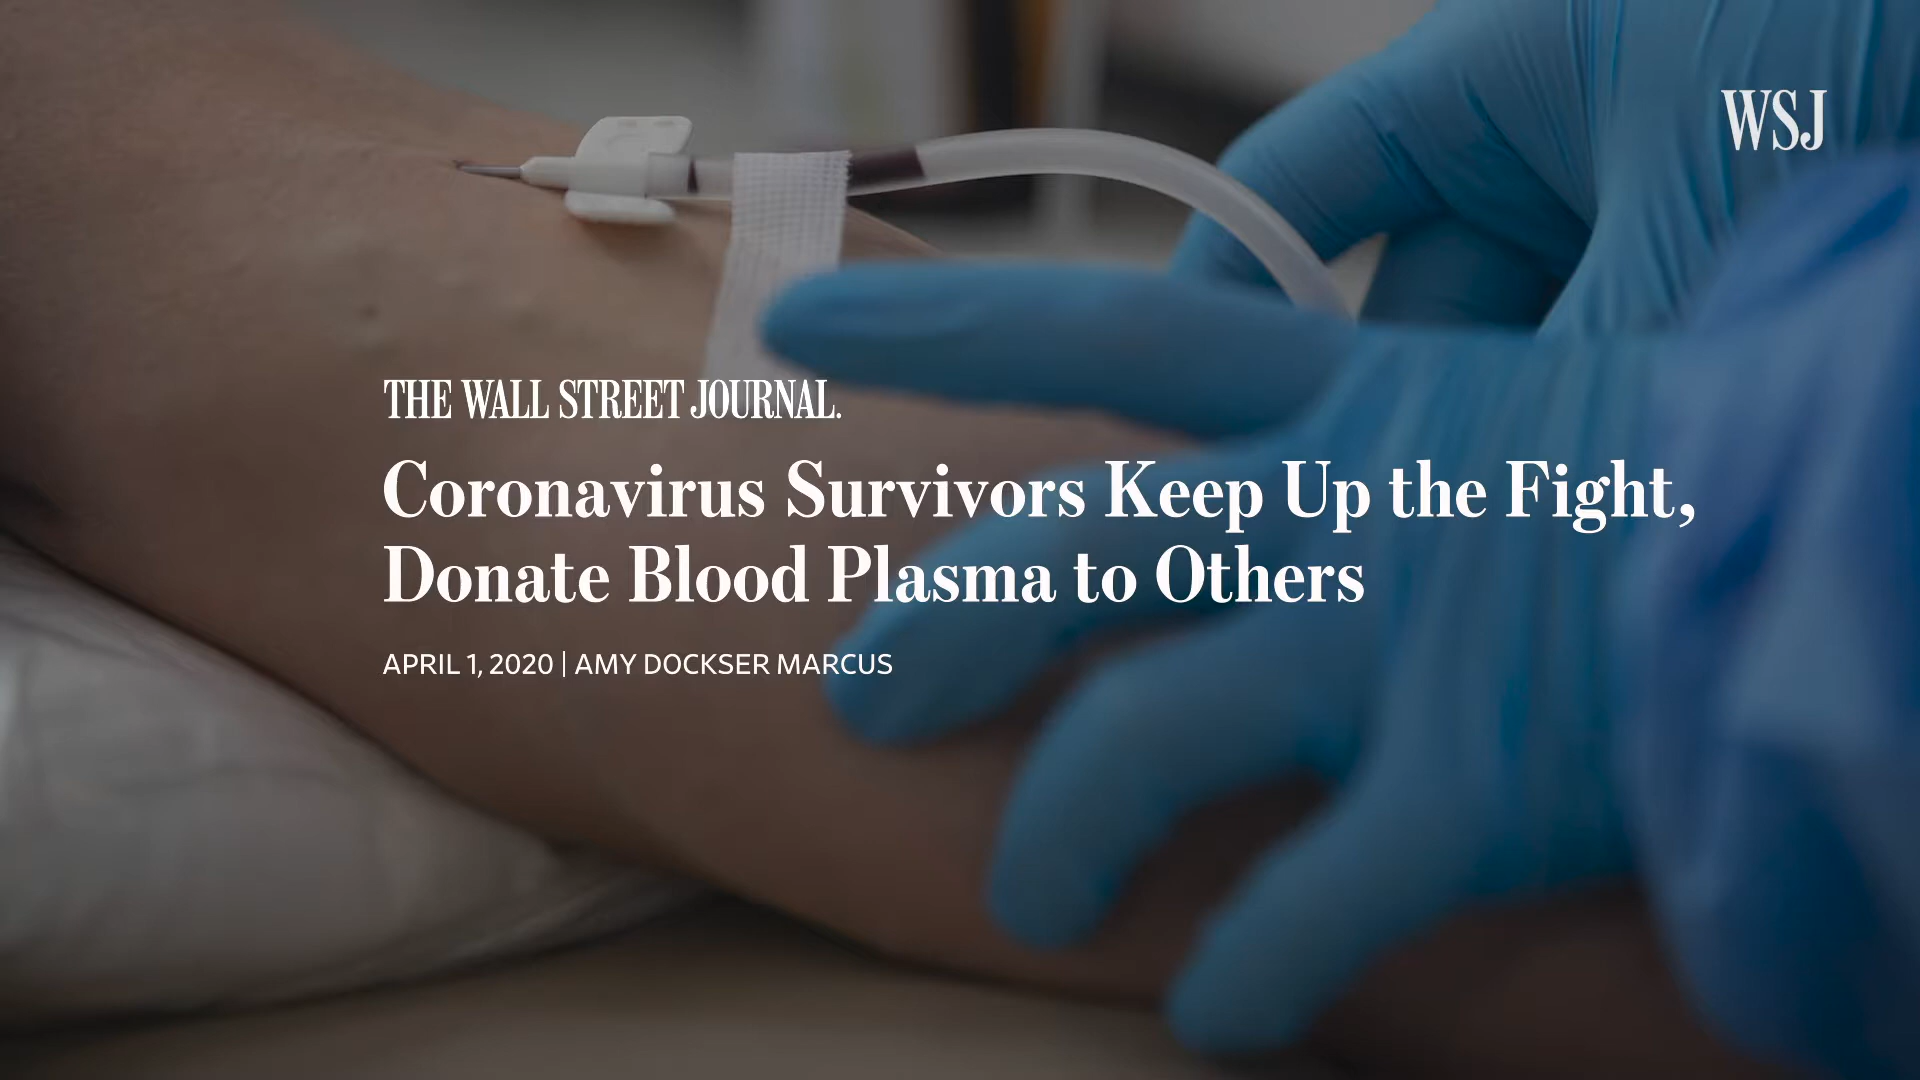 WSJ
THE WALL STREET JOURNAL.
Coronavirus Survivors Keep Up the Fight,
Donate Blood Plasma to Others
APRIL 1, 2020 | AMY DOCKSER MARCUS